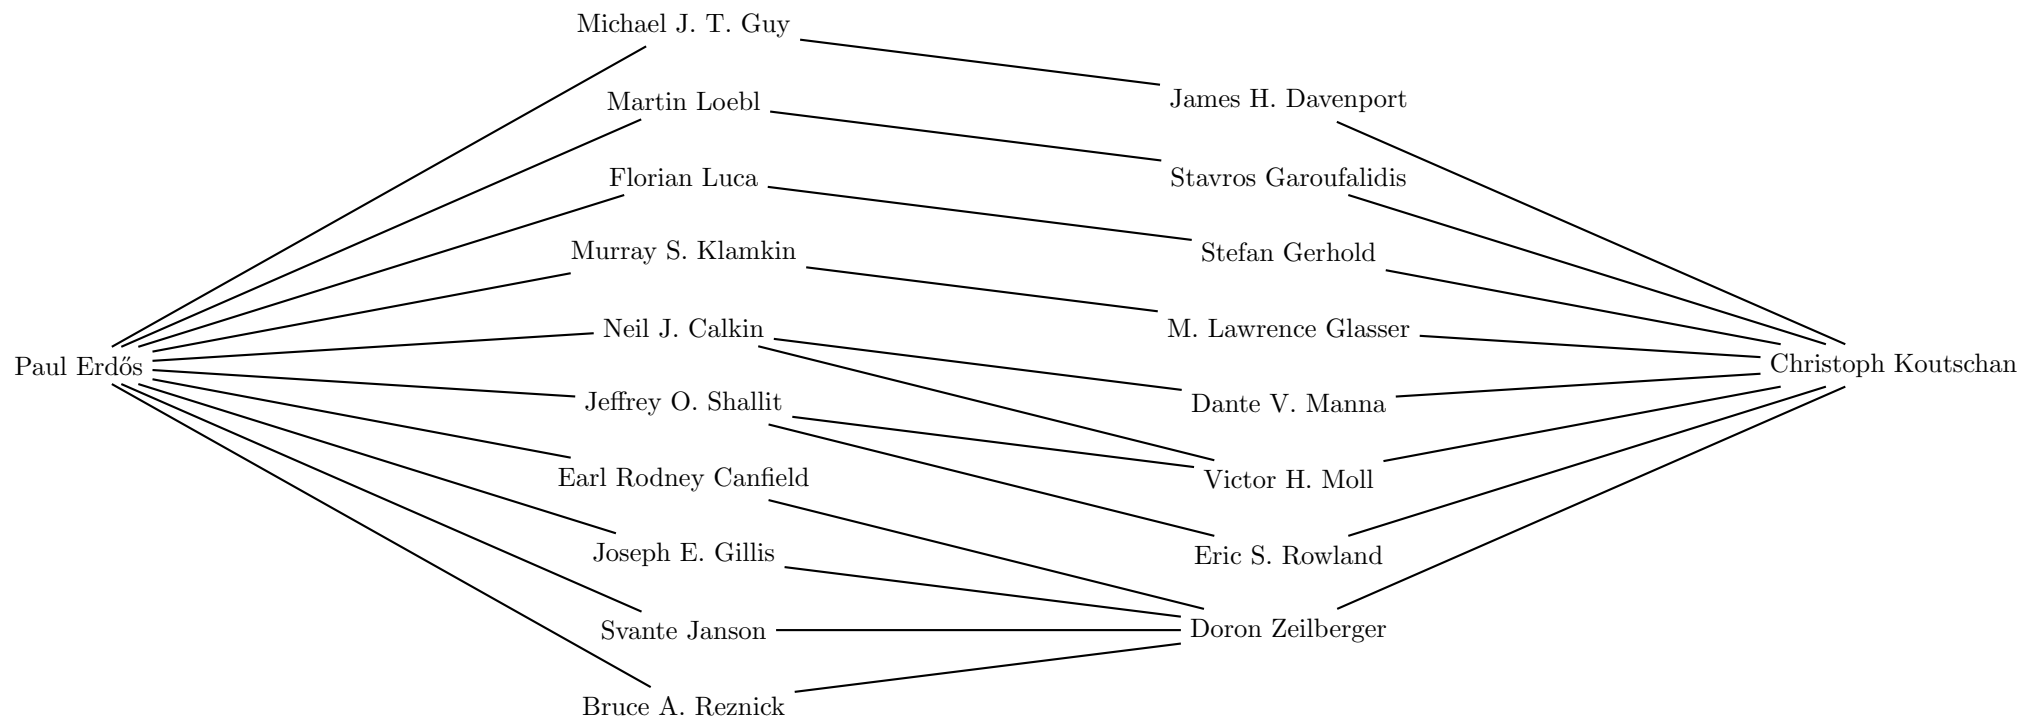 Michael J. T. Guy
James H. Davenport
Martin Loebl
Stavros Garoufalidis
Florian Luca
Stefan Gerhold
Murray S. Klamkin
M. Lawrence Glasser
Neil J. Calkin
Paul Erdős
Christoph Koutschan
Jeffrey O. Shallit
Dante V. Manna
Earl Rodney Canfield
Victor H. Moll
Joseph E. Gillis
Eric S. Rowland
Svante Janson
Doron Zeilberger
Bruce A. Reznick